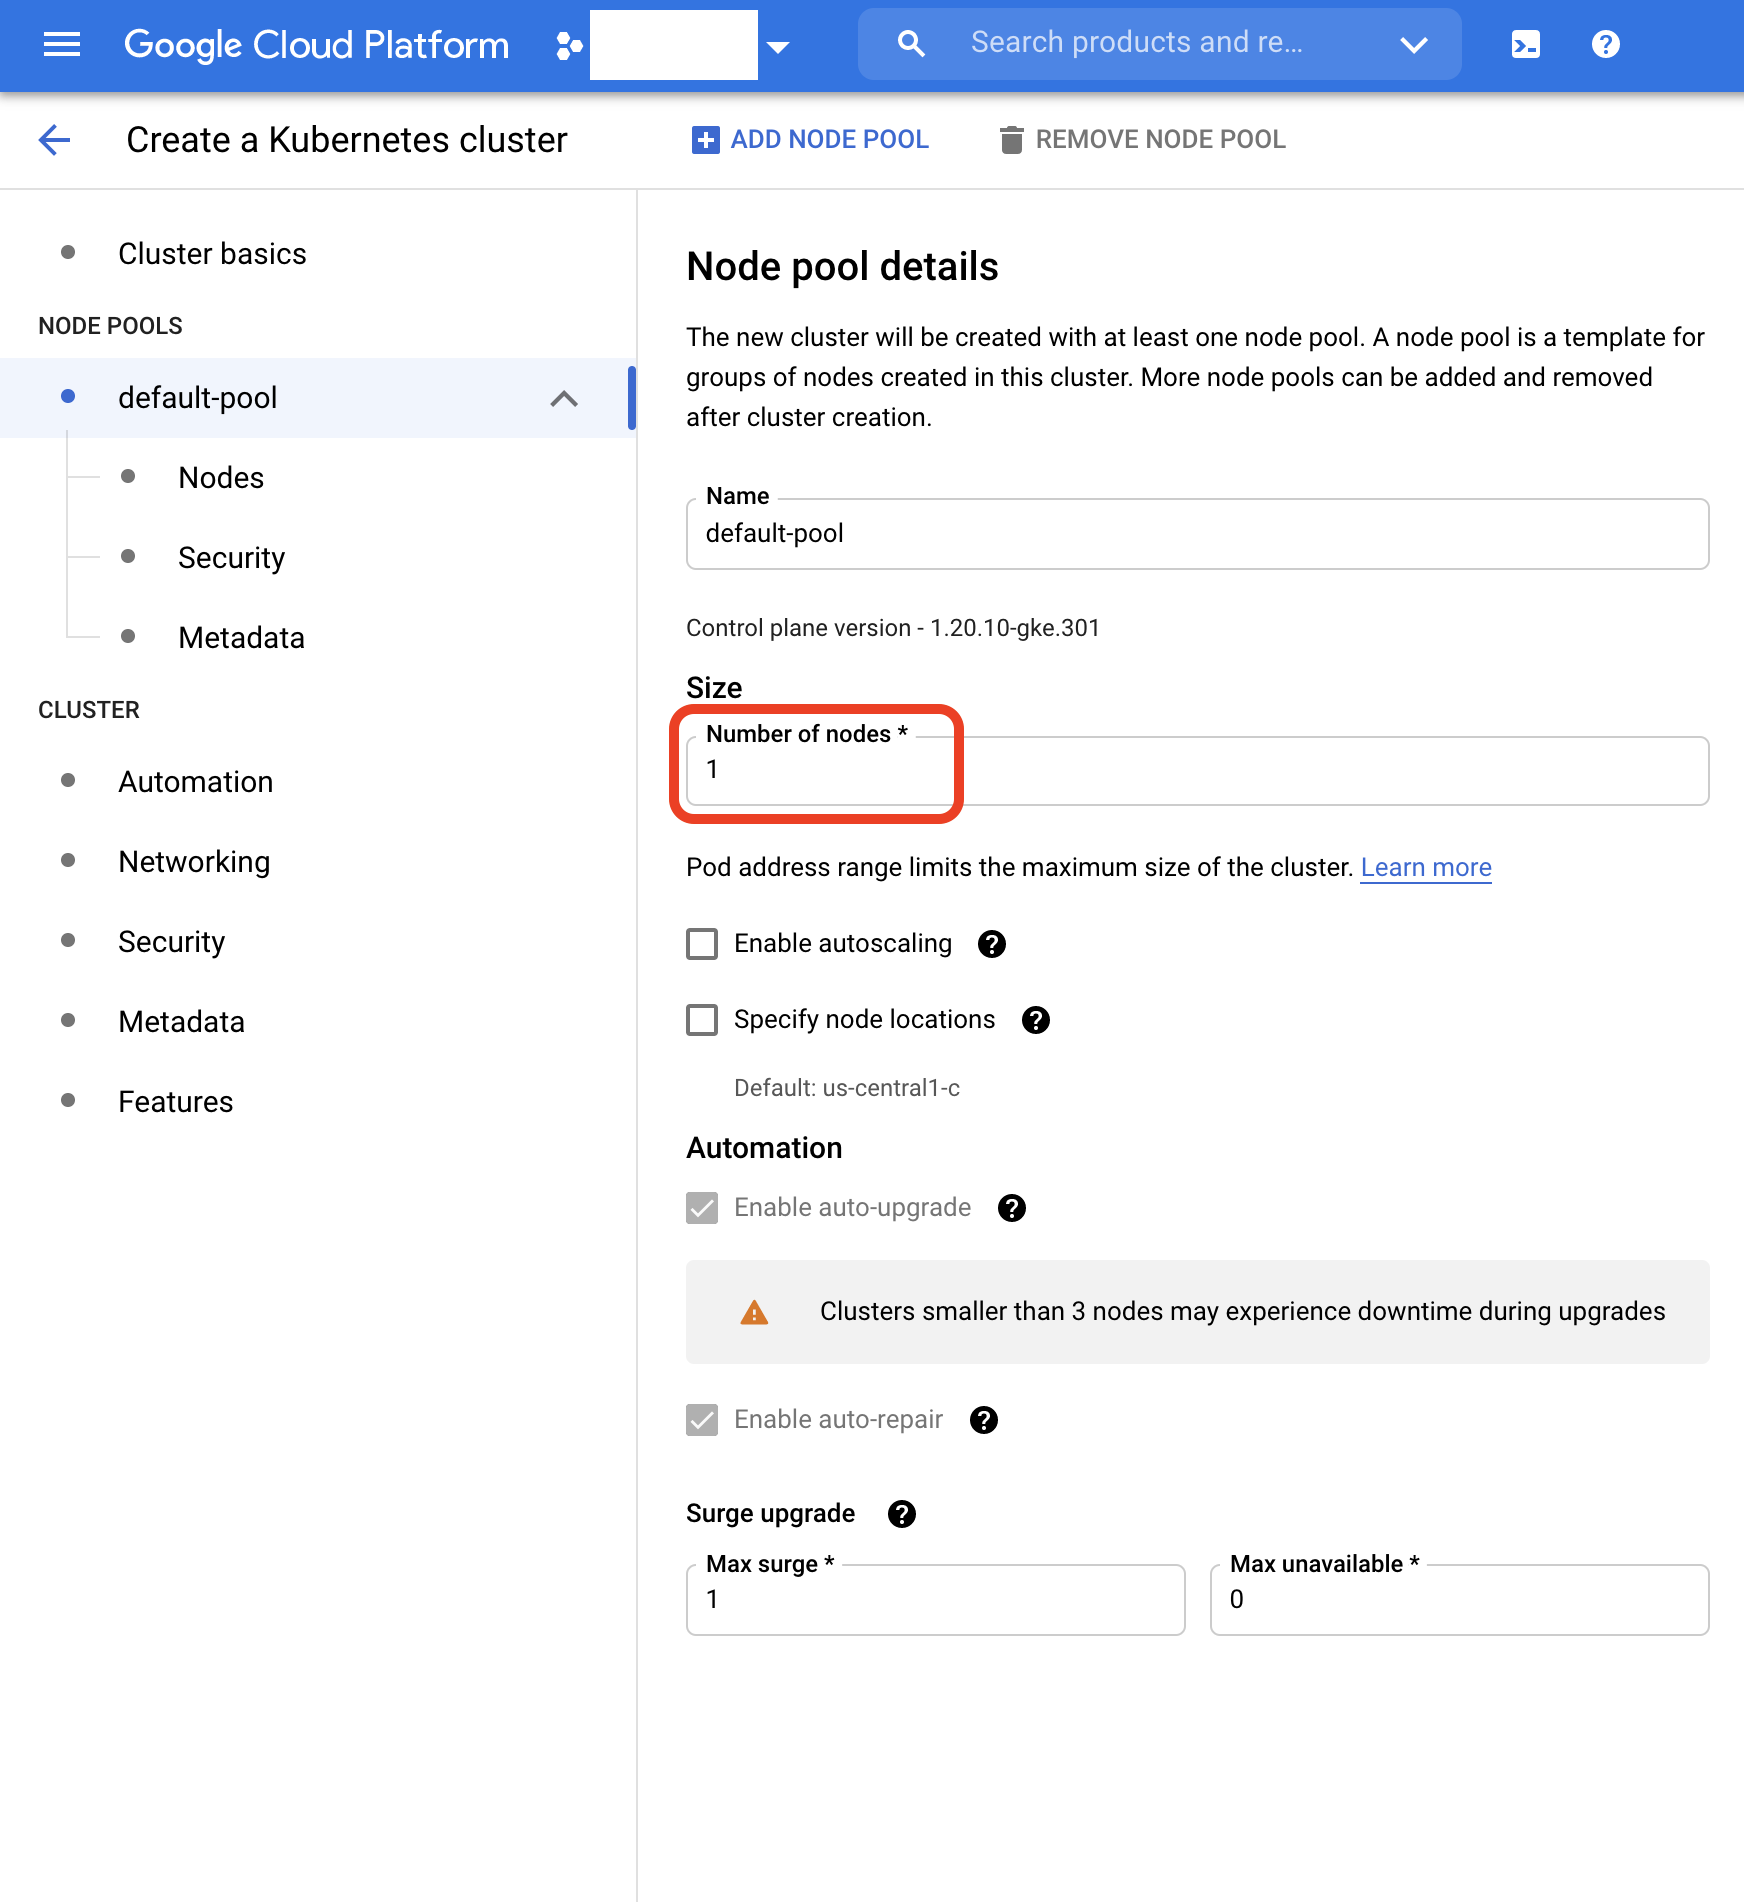 Google Cloud Platform
Search products and re...
Create a Kubernetes cluster
ADD NODE POOL
REMOVE NODE POOL
Cluster basics
NODE POOLS
default-pool
Nodes
Security
Metadata
CLUSTER
Automation
Networking
Security
Metadata
Features
Node pool details
The new cluster will be created with at least one node pool. A node pool is a template for
groups of nodes created in this cluster. More node pools can be added and removed
after cluster creation.
Name
default-pool
Control plane version - 1.20.10-gke.301
Size
Number of nodes *
1
Pod address range limits the maximum size of the cluster. Learn more
Enable autoscaling
Specify node locations
Default: us-central1-c
Automation
Enable auto-upgrade
Clusters smaller than 3 nodes may experience downtime during upgrades
Enable auto-repair
Surge upgrade
Max surge *
1
Max unavailable *
0